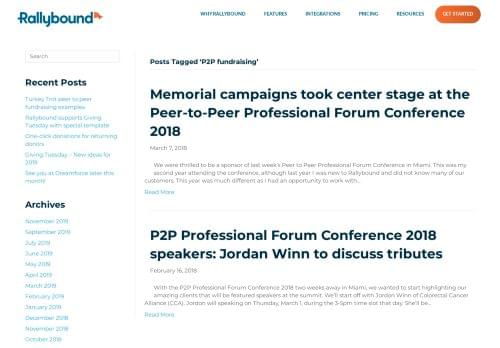 Rallybound
WHY RALLYBOUND
FEATURES
INTEGRATIONS
PRICING
RESOURCES
GET STARTED
Search
Recent Posts
Turkey Trot peer to peer
fundraising examples
Rallybound supports Giving
Tuesday with special template
One-click donations for returning
donors
Giving Tuesday – New ideas for
2019
See you at Dreamforce later this
month!
Archives
November 2019
September 2019
July 2019
June 2019
May 2019
April 2019
March 2019
February 2019
January 2019
December 2018
November 2018
October 2018
Posts Tagged ‘P2P fundraising’
Memorial campaigns took center stage at the
Peer-to-Peer Professional Forum Conference
2018
March 7, 2018
We were thrilled to be a sponsor of last week's Peer to Peer Professional Forum Conference in Miami. This was my
second year attending the conference, although last year I was new to Rallybound and did not know many of our
customers. This year was much different as I had an opportunity to work with...
Read More
P2P Professional Forum Conference 2018
speakers: Jordan Winn to discuss tributes
February 16, 2018
With the P2P Professional Forum Conference 2018 two weeks away in Miami, we wanted to start highlighting our
amazing clients that will be featured speakers at the summit. We'll start off with Jordan Winn of Colorectal Cancer
Alliance (CCA). Jordon will speaking on Thursday, March 1, during the 3-5pm time slot that day. She'll be...
Read More